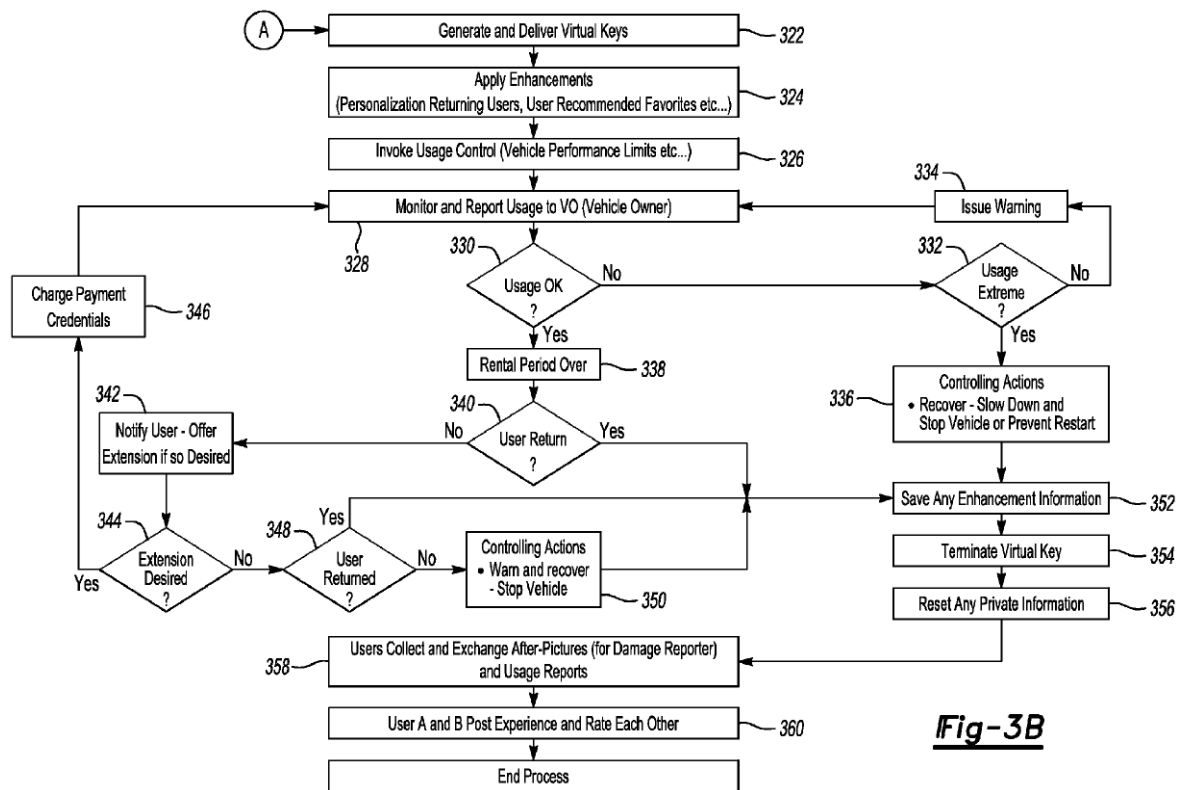 A
Generate and Deliver Virtual Keys
322
Apply Enhancements
(Personalization Returning Users, User Recommended Favorites etc...)
324
Invoke Usage Control (Vehicle Performance Limits etc...)
326
334
Monitor and Report Usage to VO (Vehicle Owner)
Issue Warning
328
330
332
Usage OK
?
No
Usage
Extreme
?
No
Charge Payment
Credentials
346
Yes
Yes
Rental Period Over
338
Controlling Actions
• Recover - Slow Down and
Stop Vehicle or Prevent Restart
336
342
340
Notify User - Offer
Extension if so Desired
No
User Return
?
Yes
Save Any Enhancement Information
352
344
348
Yes
Extension
Desired
?
Yes
No
User
Returned
?
No
Controlling Actions
• Warn and recover
- Stop Vehicle
350
Terminate Virtual Key
354
Reset Any Private Information
356
Users Collect and Exchange After-Pictures (for Damage Reporter)
and Usage Reports
358
User A and B Post Experience and Rate Each Other
360
Fig-3B
End Process